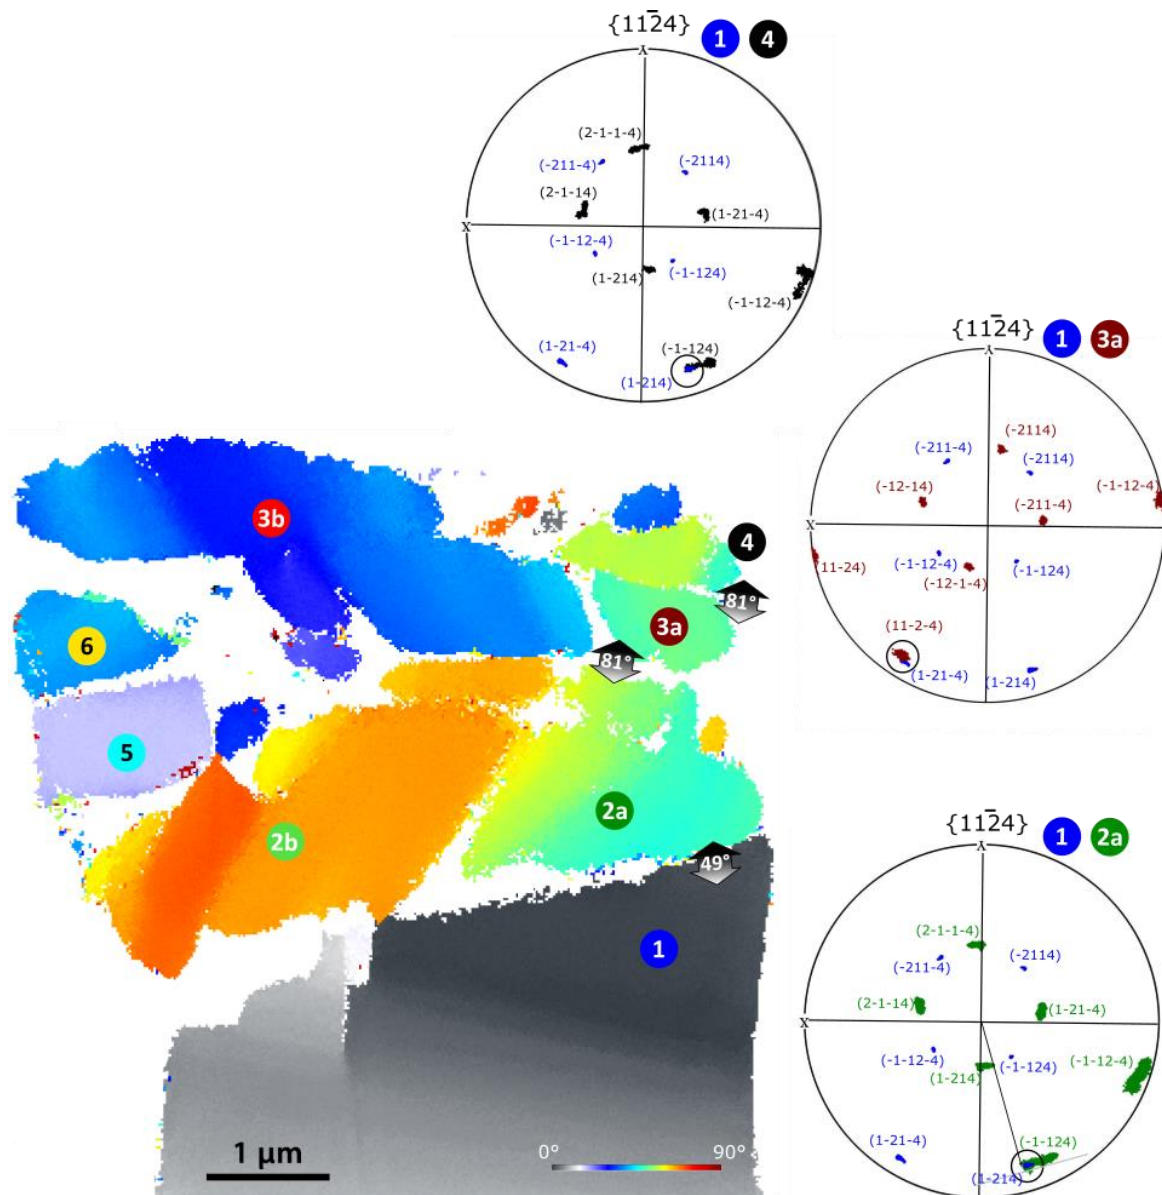 {11-24} 1 4
Y
(2-1-1-4)
(-211-4) (-2114)
(2-1-14) (1-21-4)
X
(-1-12-4) (-1-124)
(1-214)
(-1-12-4)
(1-21-4) (-1-124)
(1-214)
{11-24} 1 3a
Y
(-2114)
(-211-4) (-2114)
(-12-14) (-1-12-4)
(-211-4)
X
(11-24) (-1-12-4) (-1-124)
(-12-1-4)
(11-2-4)
(1-21-4) (1-214)
3b
4
81°
3a
6
81°
5
2a
2b
49°
1
1 µm
0° 90°
{11-24} 1 2a
Y
(2-1-1-4)
(-211-4) (-2114)
(2-1-14) (1-21-4)
X
(-1-12-4) (-1-124) (-1-12-4)
(1-214)
(1-21-4) (-1-124)
(1-214)